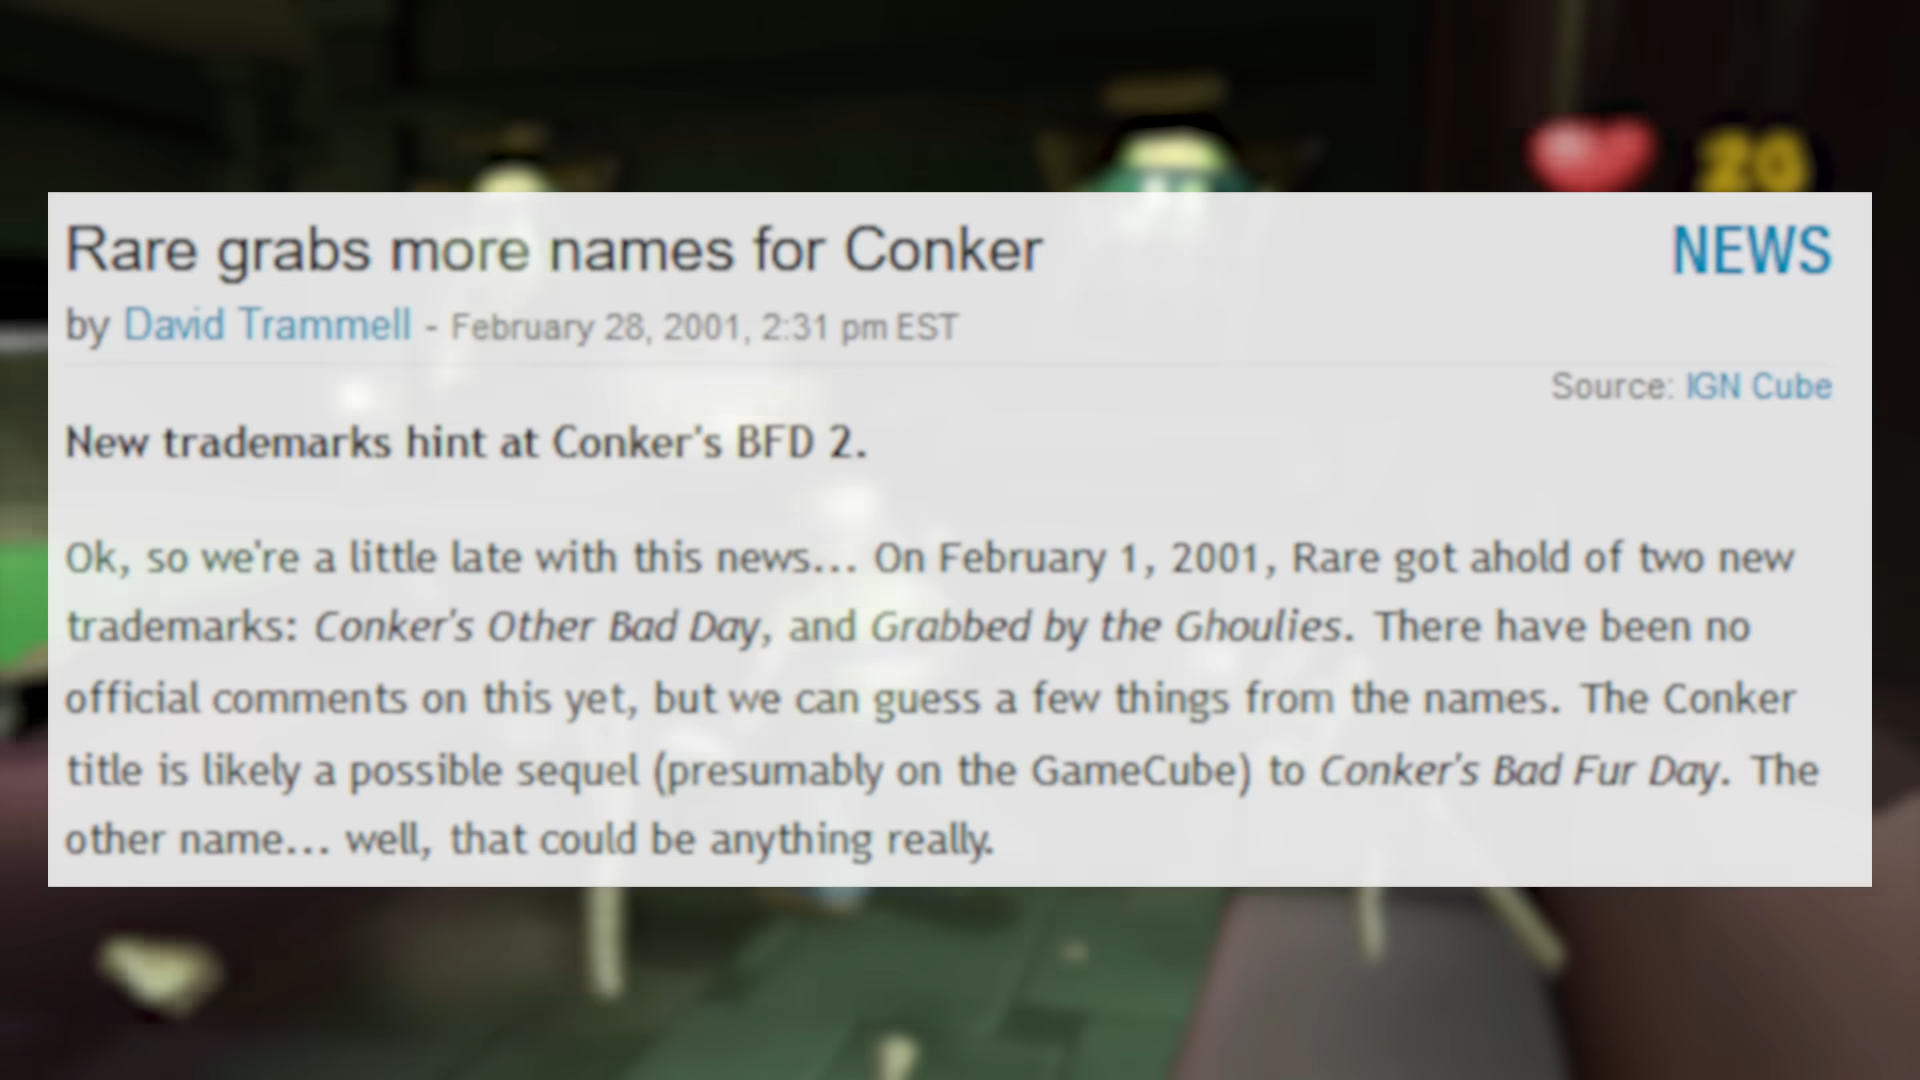 20
Rare grabs more names for Conker
NEWS
by David Trammell - February 28, 2001, 2:31 pm EST
Source: IGN Cube
New trademarks hint at Conker's BFD 2.
Ok, so we're a little late with this news... On February 1, 2001, Rare got ahold of two new
trademarks: Conker's Other Bad Day, and Grabbed by the Ghoulies. There have been no
official comments on this yet, but we can guess a few things from the names. The Conker
title is likely a possible sequel (presumably on the GameCube) to Conker's Bad Fur Day. The
other name... well, that could be anything really.